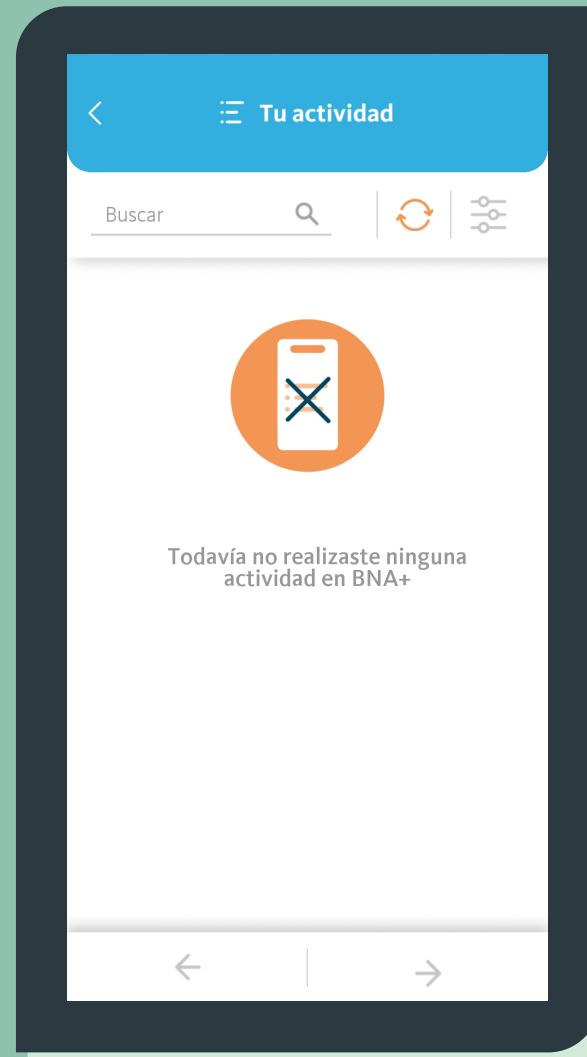 Tu actividad
Buscar
Todavía no realizaste ninguna
actividad en BNA+